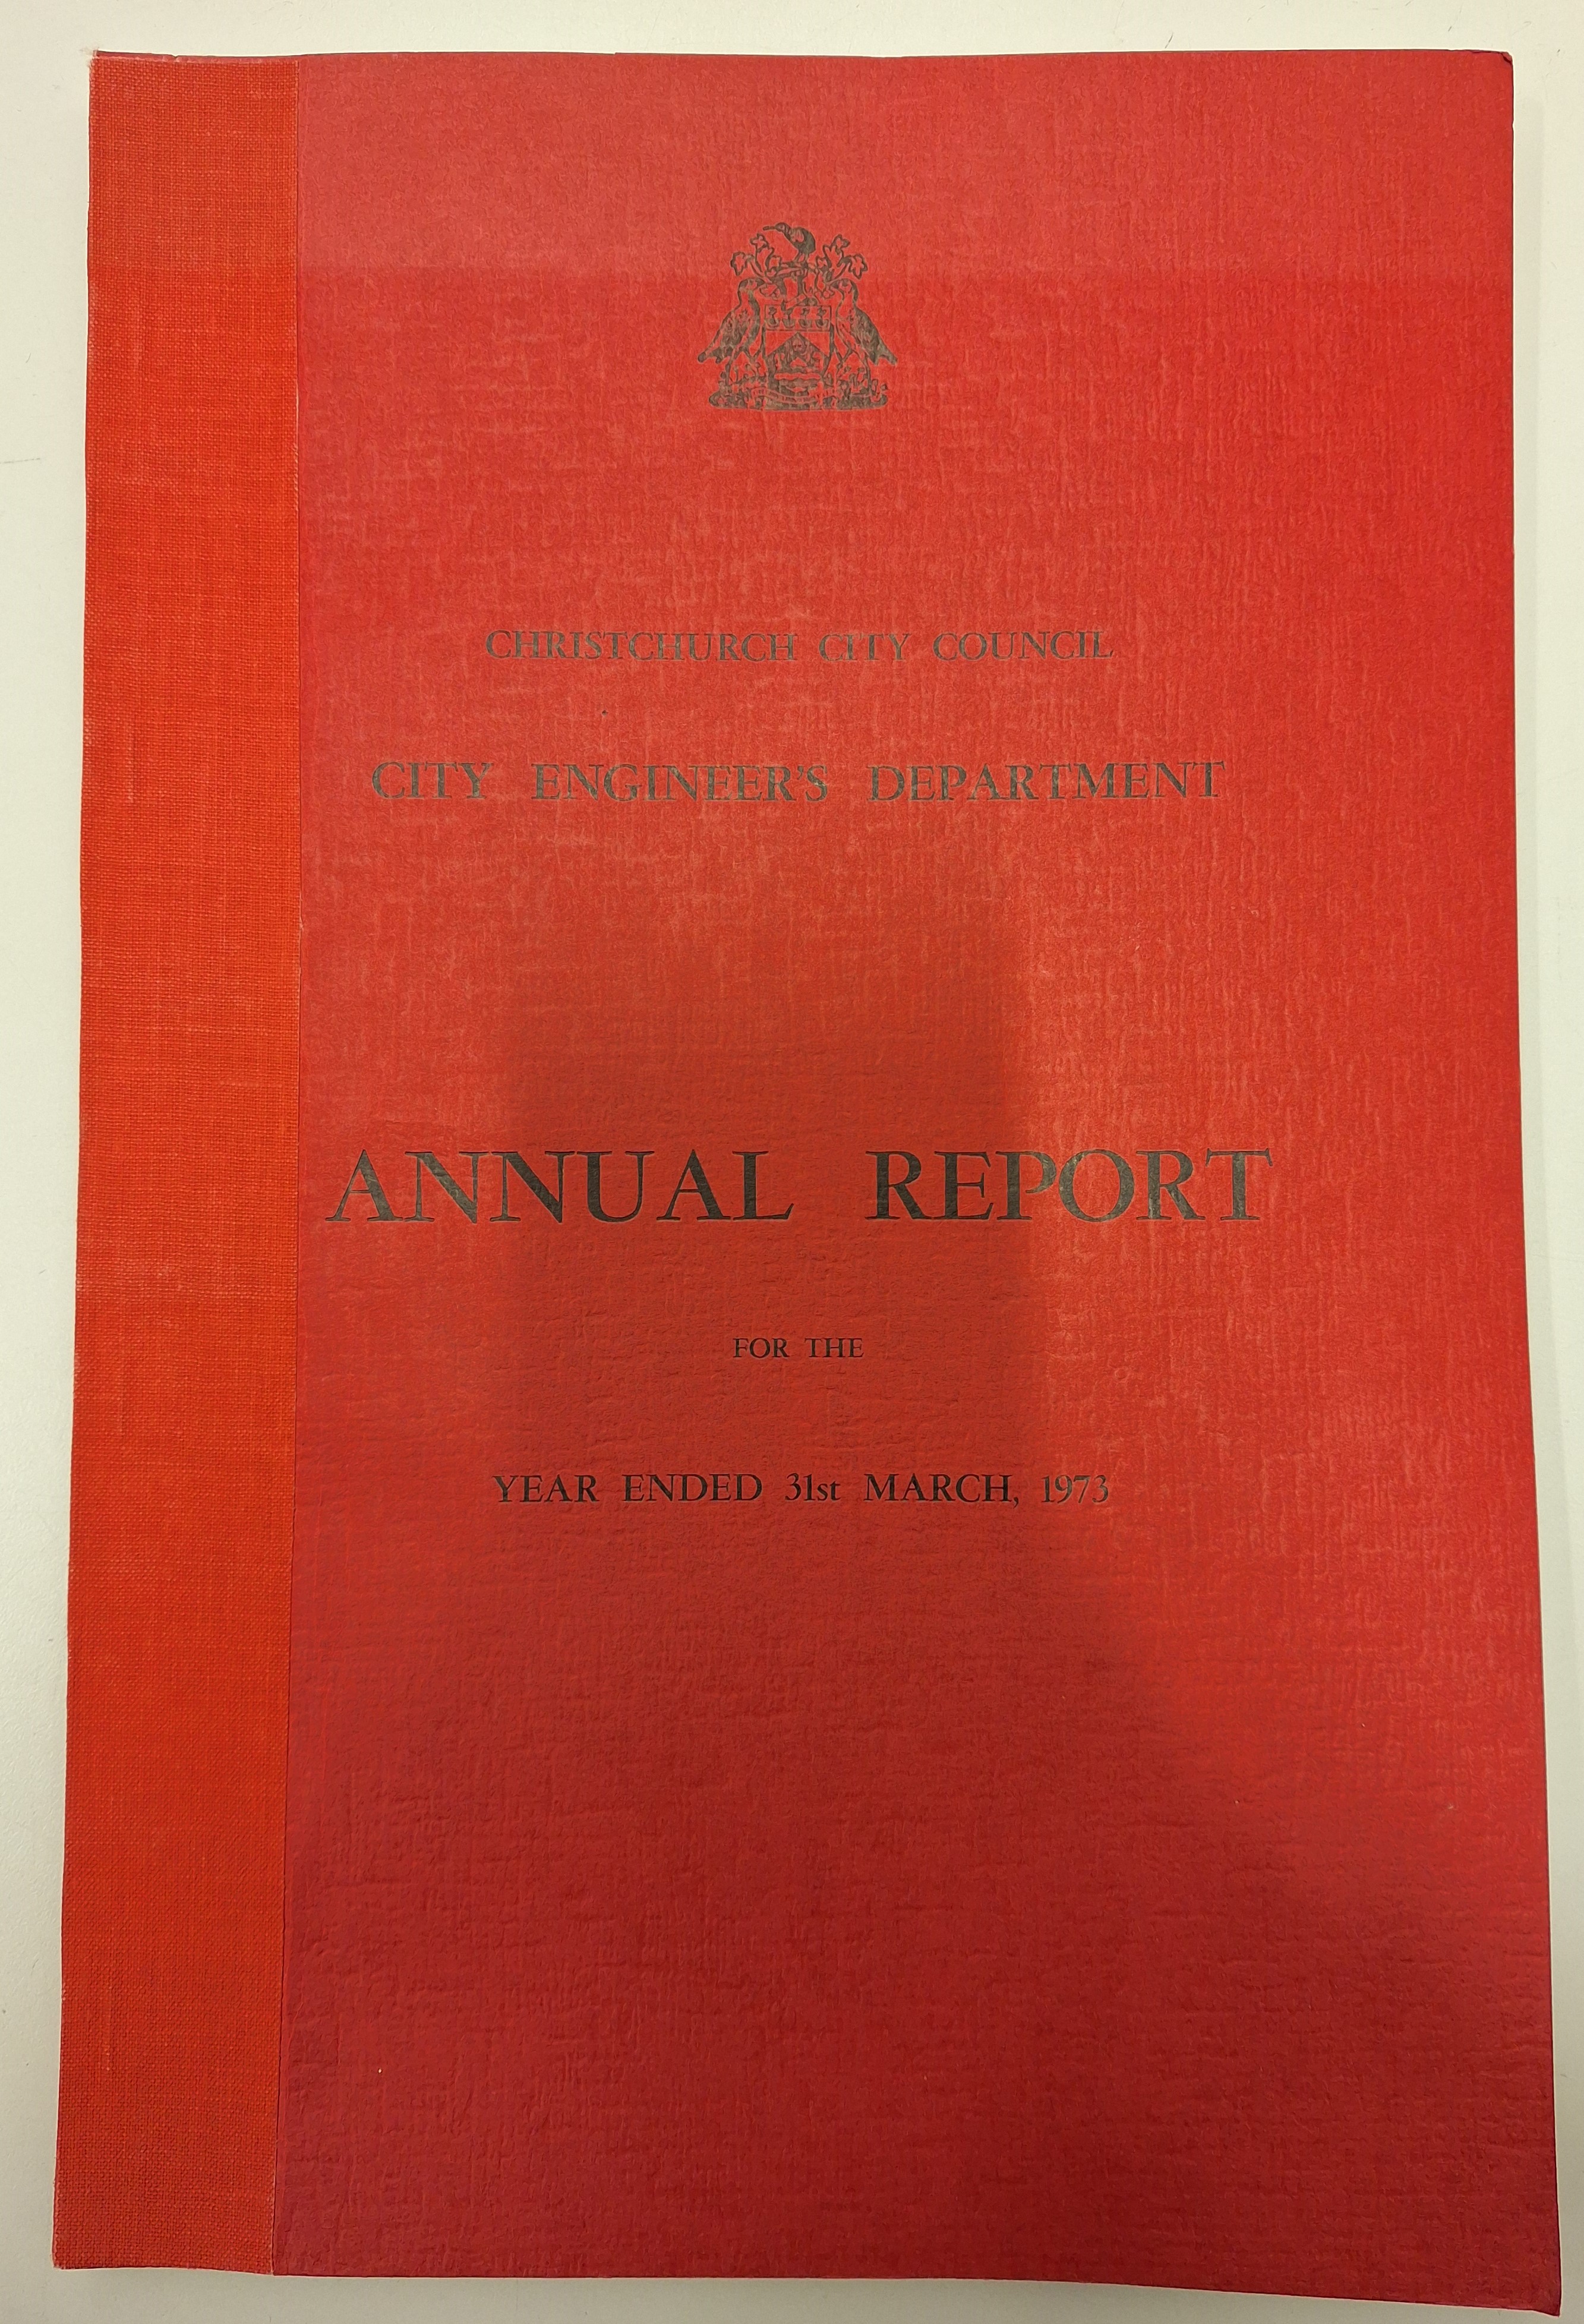 CHRISTCHURCH CITY COUNCIL
CITY ENGINEER'S DEPARTMENT
ANNUAL REPORT
FOR THE
YEAR ENDED 31st MARCH, 1973